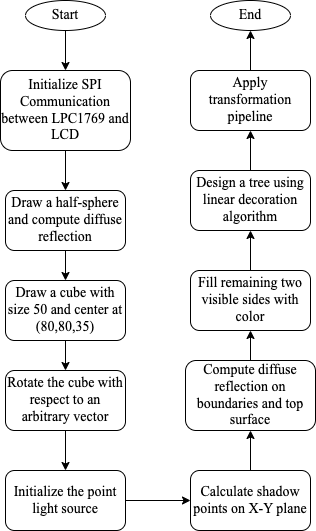 Start
Initialize SPI
Communication
between LPC1769 and
LCD
Draw a half-sphere
and compute diffuse
reflection
Draw a cube with
size 50 and center at
(80,80,35)
Rotate the cube with
respect to an
arbitrary vector
Initialize the point
light source
Calculate shadow
points on X-Y plane
Compute diffuse
reflection on
boundaries and top
surface
Fill remaining two
visible sides with
color
Design a tree using
linear decoration
algorithm
Apply
transformation
pipeline
End